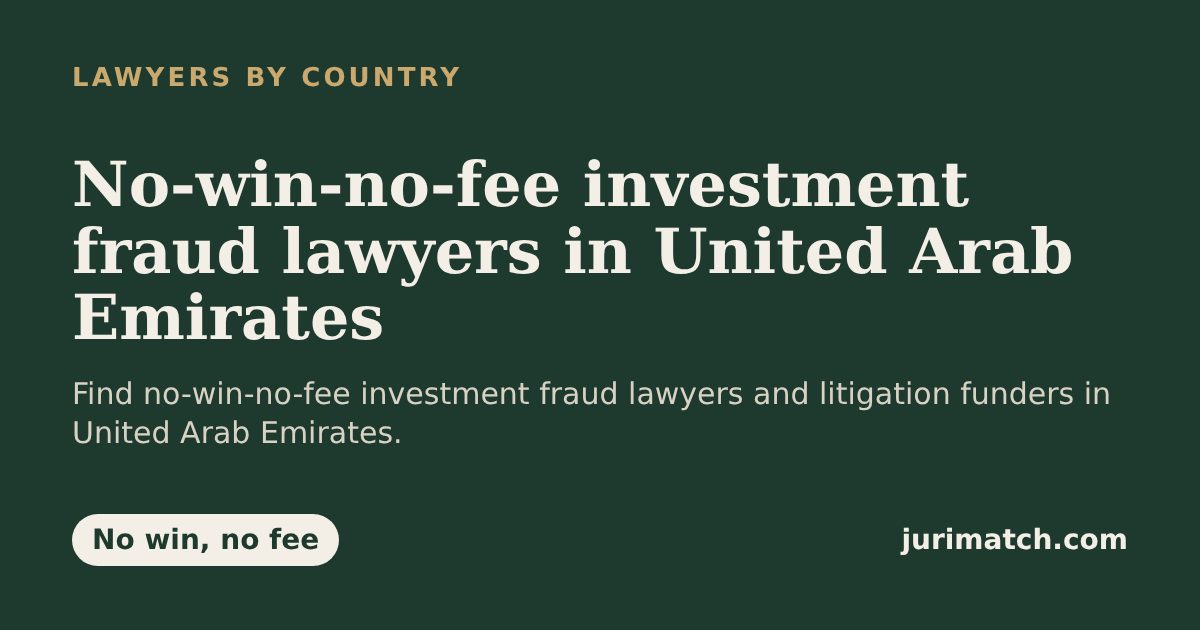 LAWYERS BY COUNTRY
No-win-no-fee investment
fraud lawyers in United Arab
Emirates
Find no-win-no-fee investment fraud lawyers and litigation funders in
United Arab Emirates.
No win, no fee
jurimatch.com